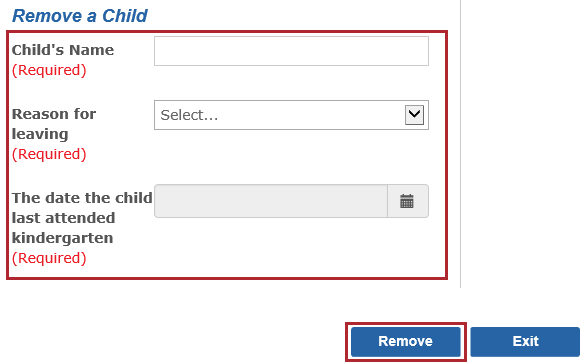 Remove a Child
Child's Name
(Required)
Reason for
leaving
(Required)
Select...
The date the child
last attended
kindergarten
(Required)
Remove
Exit